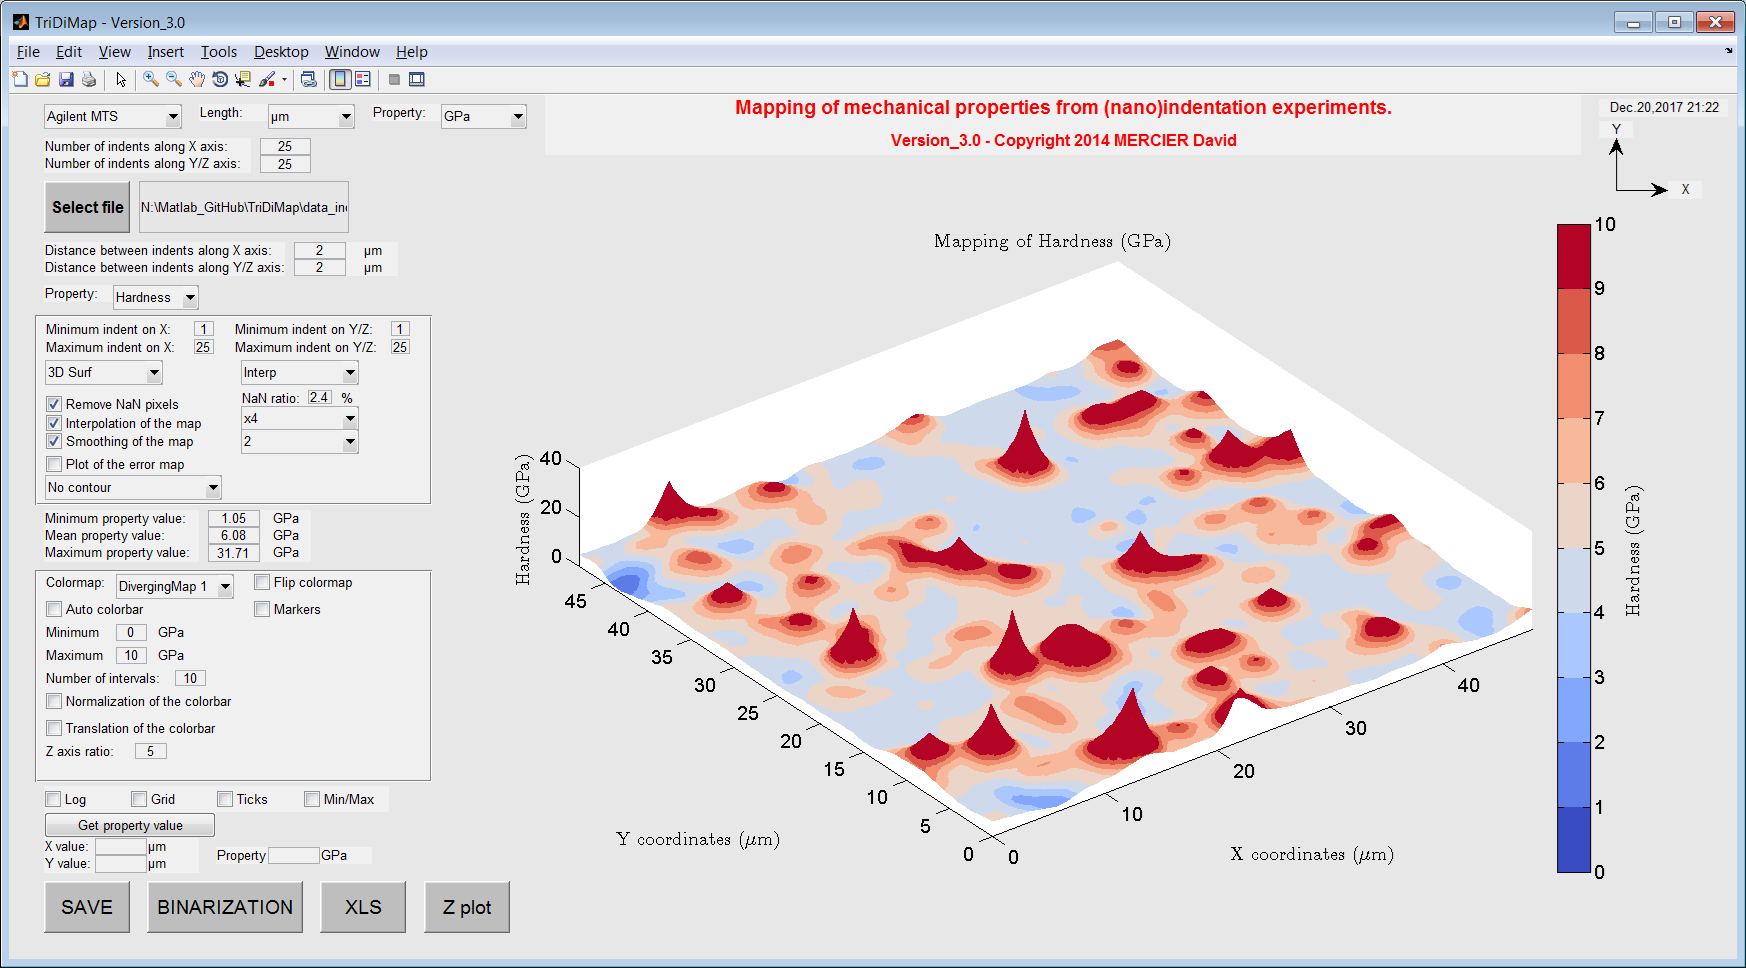 TriDiMap - Version_3.0
File Edit View Insert Tools Desktop Window Help
Agilent MTS Length: µm Property: GPa
Number of indents along X axis: 25
Number of indents along Y/Z axis: 25
Select file N:\Matlab_GitHub\TriDiMap\data_in
Distance between indents along X axis: 2 µm
Distance between indents along Y/Z axis: 2 µm
Property: Hardness
Minimum indent on X: 1 Minimum indent on Y/Z: 1
Maximum indent on X: 25 Maximum indent on Y/Z: 25
3D Surf Interp
Remove NaN pixels NaN ratio: 2.4 %
Interpolation of the map x4
Smoothing of the map 2
Plot of the error map
No contour
Minimum property value: 1.05 GPa
Mean property value: 6.08 GPa
Maximum property value: 31.71 GPa
Colormap: DivergingMap 1 Flip colormap
Auto colorbar Markers
Minimum 0 GPa
Maximum 10 GPa
Number of intervals: 10
Normalization of the colorbar
Translation of the colorbar
Z axis ratio: 5
Log Grid Ticks Min/Max
Get property value
X value: µm
Y value: µm
Property GPa
SAVE BINARIZATION XLS Z plot
Mapping of mechanical properties from (nano)indentation experiments.
Version_3.0 - Copyright 2014 MERCIER David
Dec.20,2017 21:22
Y
X
Mapping of Hardness (GPa)
Hardness (GPa)
40
20
0
45
40
35
30
25
20
15
10
5
0
Y coordinates (µm)
0
10
20
30
40
X coordinates (µm)
10
9
8
7
6
5
4
3
2
1
0
Hardness (GPa)